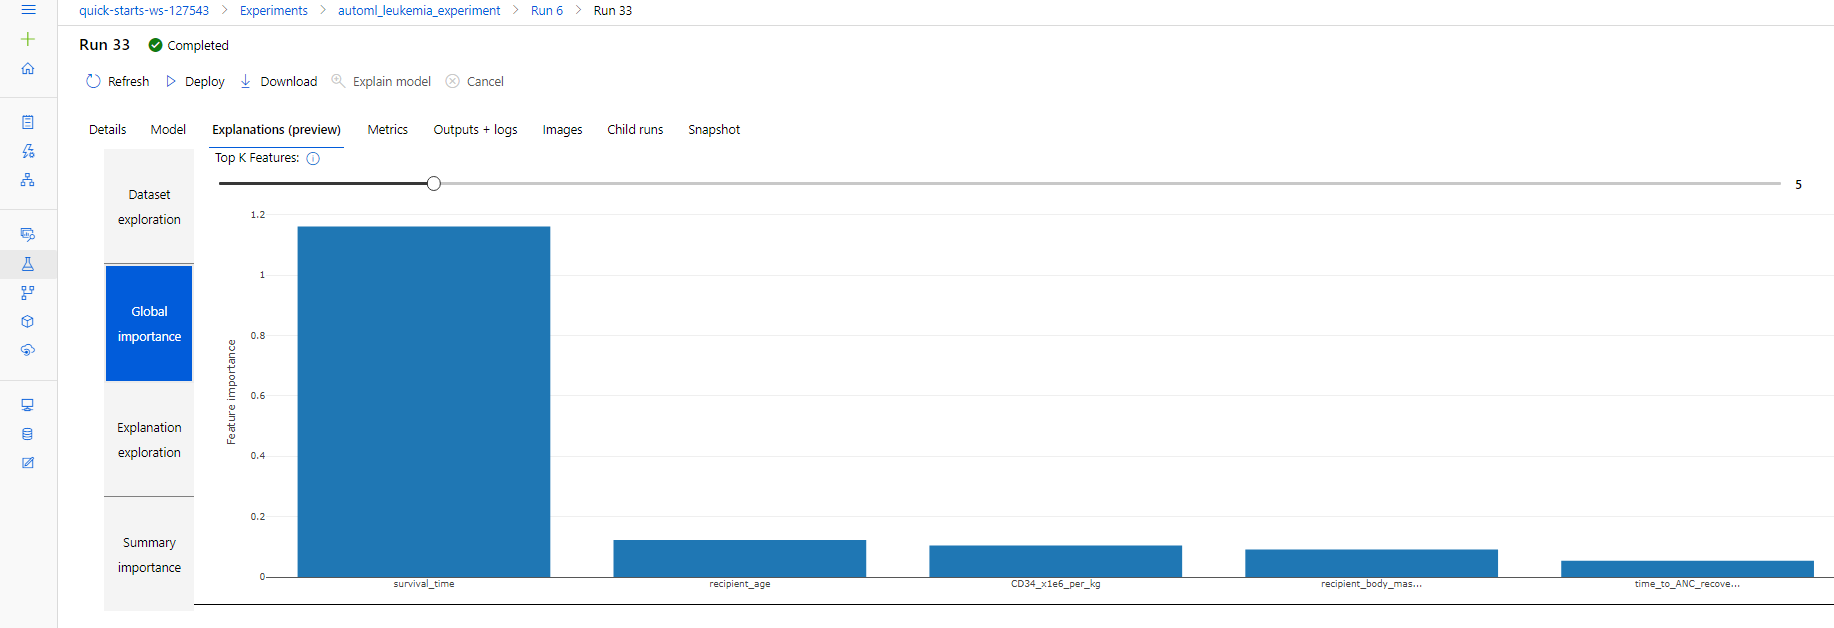 quick-starts-ws-127543 > Experiments > automl_leukemia_experiment > Run 6 > Run 33
Run 33 Completed
Refresh Deploy Download Explain model Cancel
Details Model Explanations (preview) Metrics Outputs + logs Images Child runs Snapshot
Dataset
exploration
Global
importance
Explanation
exploration
Summary
importance
Top K Features:
5
Feature importance
1.2
1
0.8
0.6
0.4
0.2
0
survival_time recipient_age CD34_x1e6_per_kg recipient_body_mas... time_to_ANC_recove...